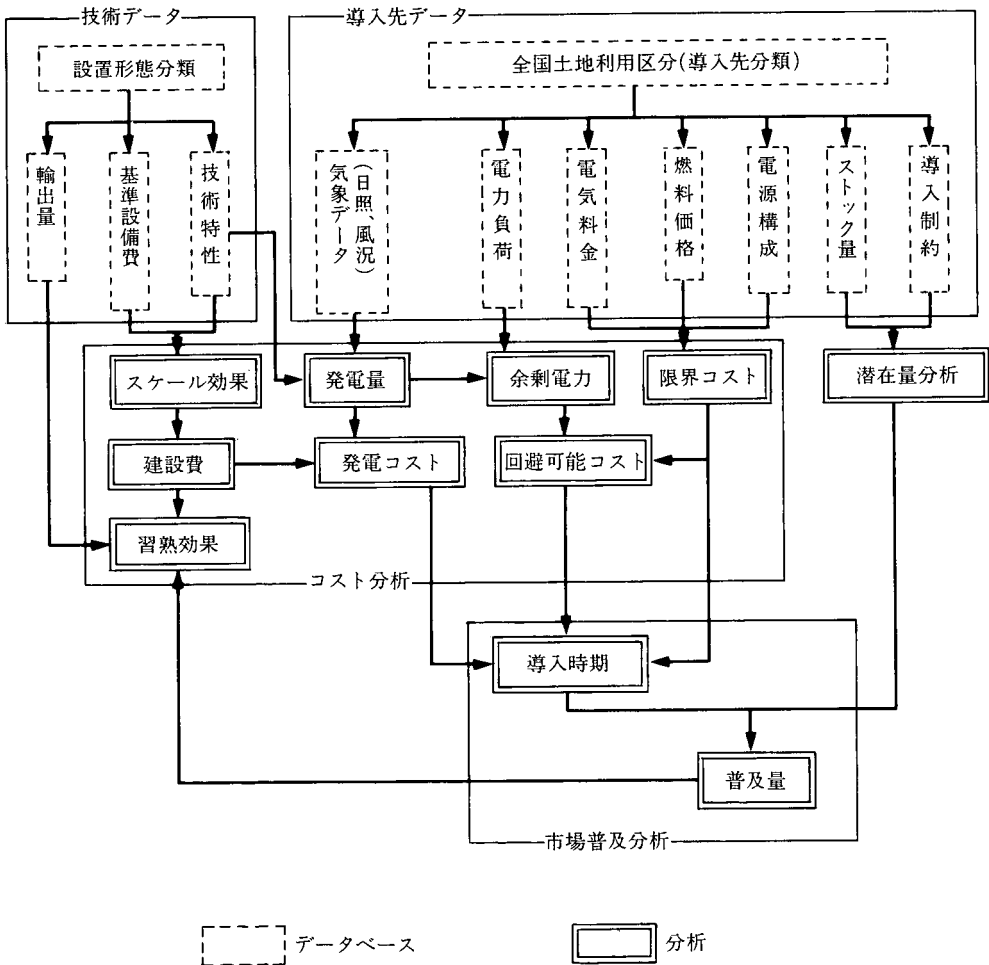 技術データ
導入先データ
設置形態分類
全国土地利用区分(導入先分類)
輸出量
基準設備費
技術特性
気象データ
(日照、風況)
電力負荷
電気料金
燃料価格
電源構成
ストック量
導入制約
スケール効果
発電量
余剰電力
限界コスト
潜在量分析
建設費
発電コスト
回避可能コスト
習熟効果
コスト分析
導入時期
普及量
市場普及分析
データベース
分析